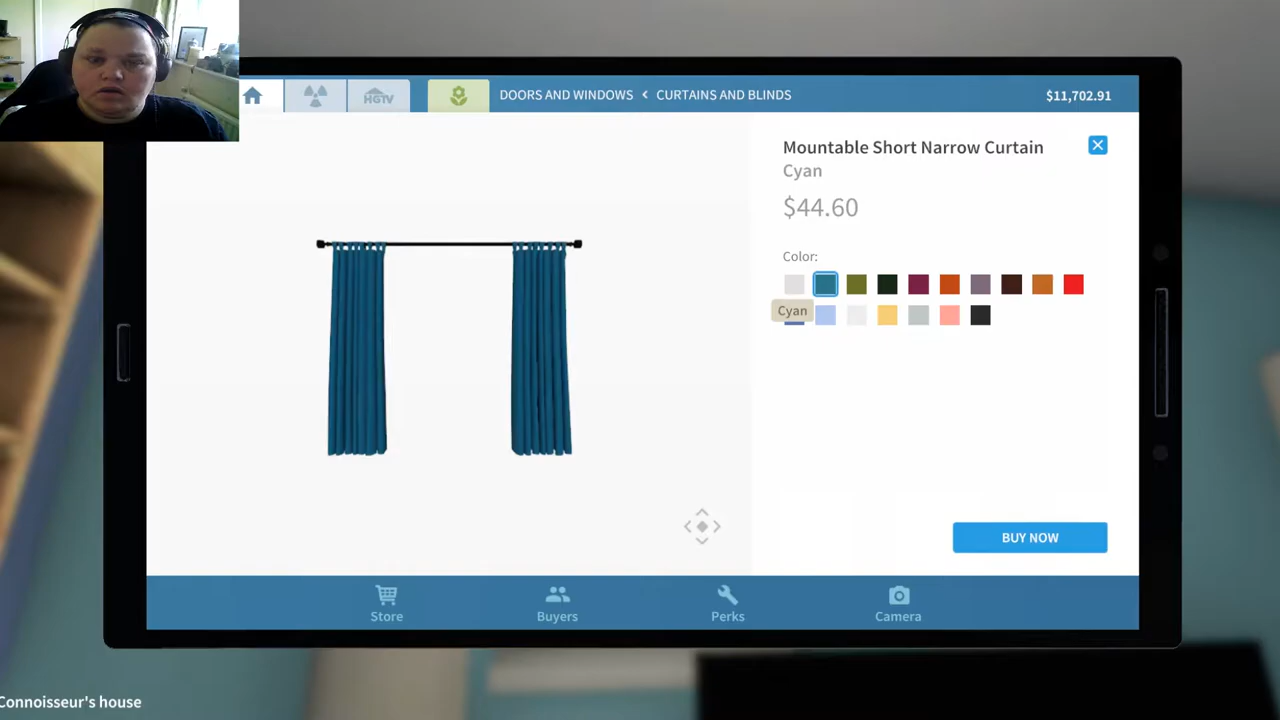 HGTV
DOORS AND WINDOWS < CURTAINS AND BLINDS
$11,702.91
Mountable Short Narrow Curtain
Cyan
$44.60
Color:
Cyan
BUY NOW
Store
Buyers
Perks
Camera
Connoisseur's house